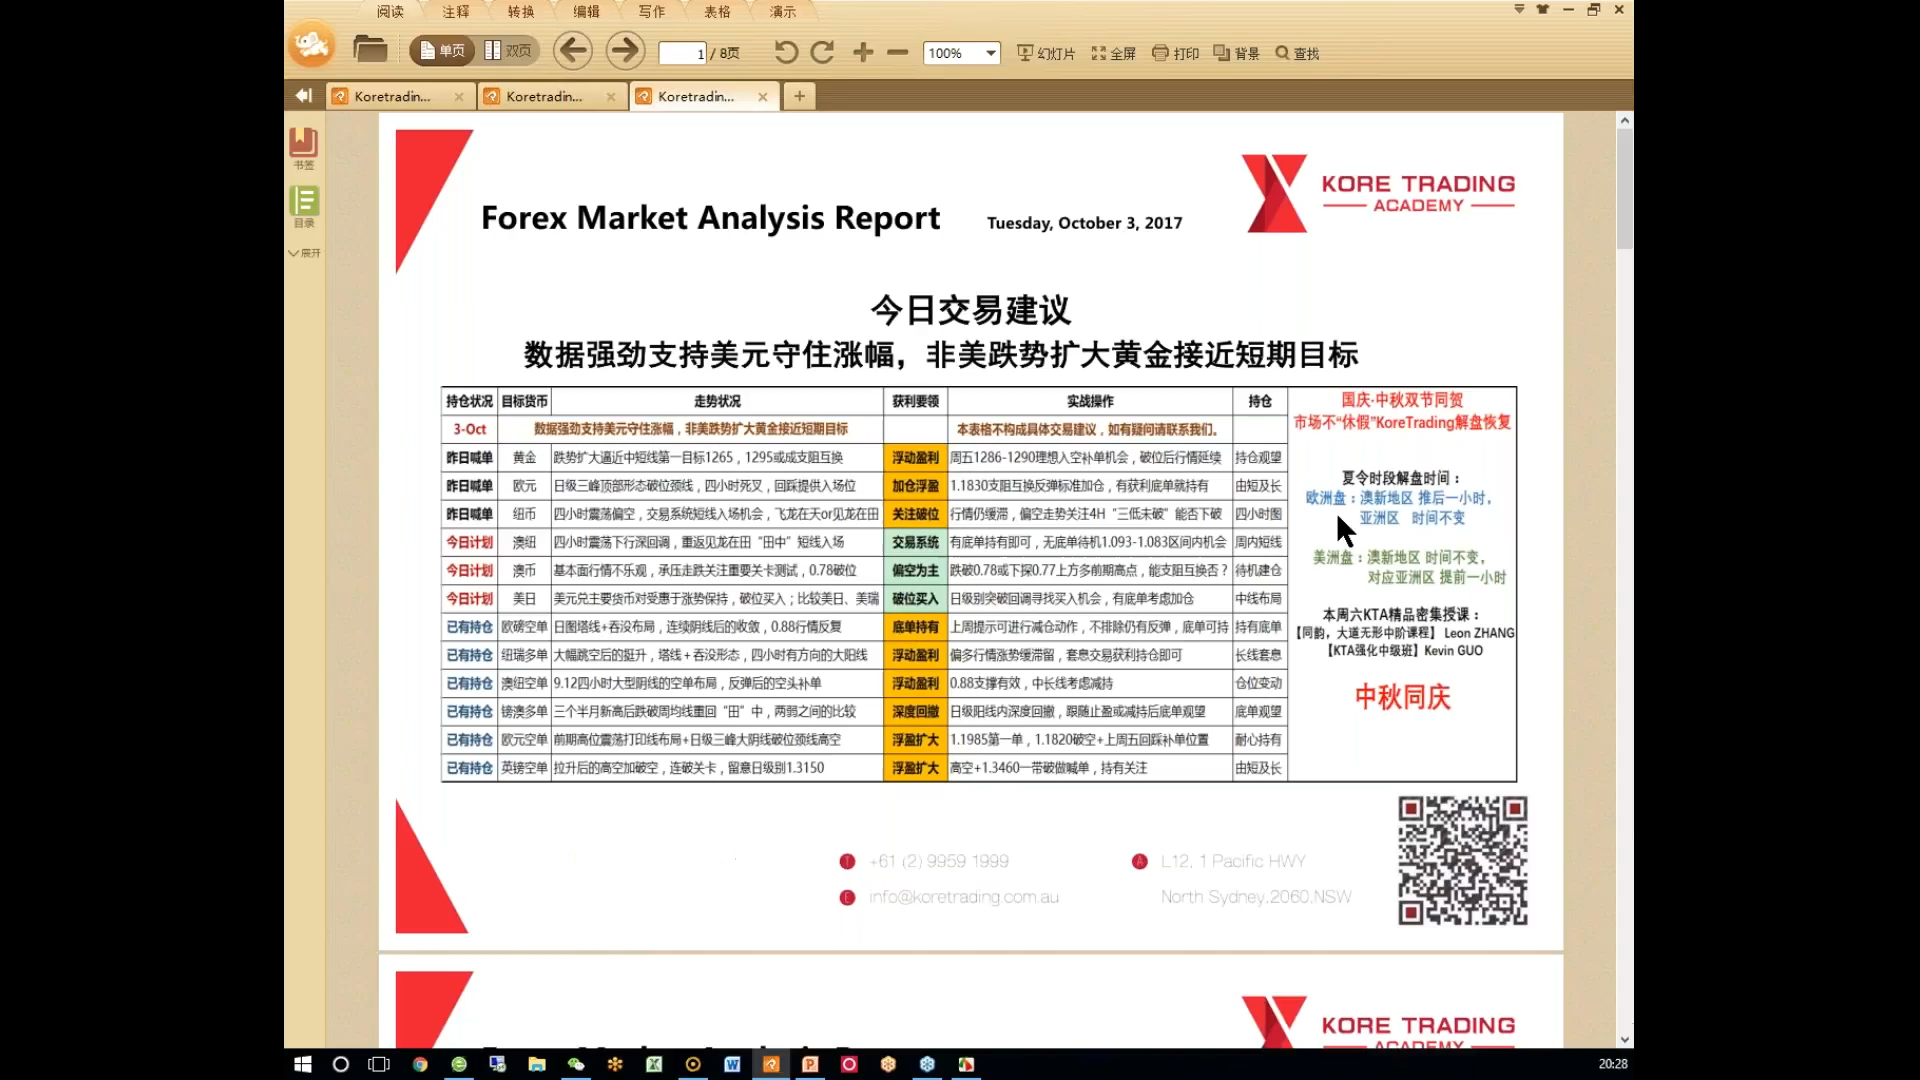 阅读 注释 转换 编辑 写作 表格 演示
单页 双页 1 / 8页 100% 幻灯片 全屏 打印 背景 查找
Koretradin... Koretradin... Koretradin...
书签
目录
展开
KORE TRADING
ACADEMY
Forex Market Analysis Report Tuesday, October 3, 2017
今日交易建议
数据强劲支持美元守住涨幅，非美跌势扩大黄金接近短期目标
持仓状况 目标货币 走势状况 获利要领 实战操作 持仓
3-Oct 数据强劲支持美元守住涨幅，非美跌势扩大黄金接近短期目标 本表格不构成具体交易建议，如有疑问请联系我们。
昨日喊单 黄金 跌势扩大逼近中短线第一目标1265，1295或成支阻互换 浮动盈利 周五1286-1290理想入空补单机会，破位后行情延续 持仓观望
昨日喊单 欧元 日级三峰顶部形态破位颈线，四小时死叉，回踩提供入场位 加仓浮盈 1.1830支阻互换反弹标准加仓，有获利底单就持有 由短及长
昨日喊单 纽币 四小时震荡偏空，交易系统短线入场机会，飞龙在天or见龙在田 关注破位 行情仍缓滞，偏空走势关注4H“三低未破”能否下破 四小时图
今日计划 澳纽 四小时震荡下行深回调，重返见龙在田“田中”短线入场 交易系统 有底单持有即可，无底单待机1.093-1.083区间内机会 周内短线
今日计划 澳币 基本面行情不乐观，承压走跌关注重要关卡测试，0.78破位 偏空为主 跌破0.78或下探0.77上方多前期高点，能支阻互换否？ 待机建仓
今日计划 美日 美元兑主要货币对受惠于涨势保持，破位买入；比较美日、美瑞 破位买入 日级别突破回调寻找买入机会，有底单考虑加仓 中线布局
已有持仓 欧磅空单 日图塔线+吞没布局，连续阴线后的收敛，0.88行情反复 底单持有 上周提示可进行减仓动作，不排除仍有反弹，底单可持 持有底单
已有持仓 纽瑞多单 大幅跳空后的挺升，塔线＋吞没形态，四小时有方向的大阳线 浮动盈利 偏多行情涨势缓滞留，套息交易获利持仓即可 长线套息
已有持仓 澳纽空单 9.12四小时大型阴线的空单布局，反弹后的空头补单 浮动盈利 0.88支撑有效，中长线考虑减持 仓位变动
已有持仓 镑澳多单 三个半月新高后跌破周均线重回“田”中，两弱之间的比较 深度回撤 日级阳线内深度回撤，跟随止盈或减持后底单观望 底单观望
已有持仓 欧元空单 前期高位震荡打印线布局+日级三峰大阴线破位颈线高空 浮盈扩大 1.1985第一单，1.1820破空+上周五回踩补单位置 耐心持有
已有持仓 英镑空单 拉升后的高空加破空，连破关卡，留意日级别1.3150 浮盈扩大 高空+1.3460一带破做喊单，持有关注 由短及长
国庆·中秋双节同贺
市场不“休假”KoreTrading解盘恢复
夏令时段解盘时间：
欧洲盘：澳新地区 推后一小时，
亚洲区 时间不变
美洲盘：澳新地区 时间不变，
对应亚洲区 提前一小时
本周六KTA精品密集授课：
【同韵，大道无形中阶课程】 Leon ZHANG
【KTA强化中级班】Kevin GUO
中秋同庆
T +61 (2) 9959 1999 A L12, 1 Pacific HWY
E info@koretrading.com.au North Sydney,2060,NSW
KORE TRADING
20:28